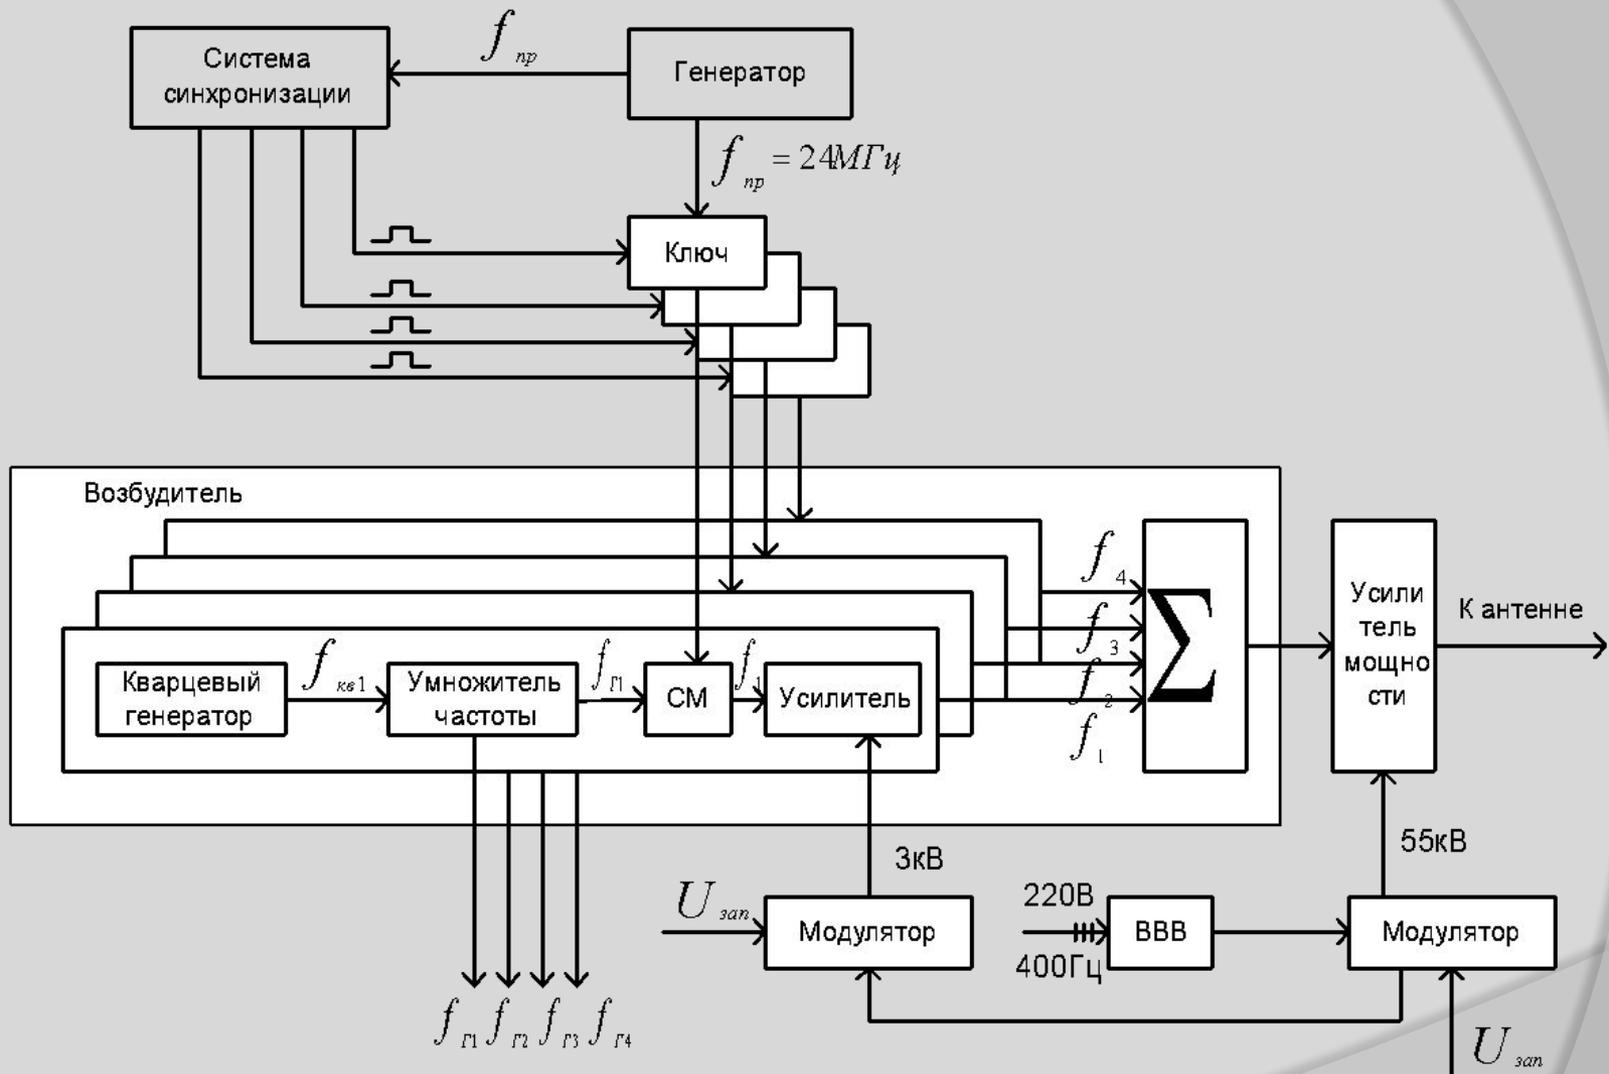 Система
синхронизации
f пр
Генератор
f пр = 24МГц
Ключ
Возбудитель
Кварцевый
генератор
f кв1
Умножитель
частоты
f Г1
СМ
f 1
Усилитель
f 4
f 3
f 2
f 1
Σ
Усили
тель
мощно
сти
К антенне
3кВ
55кВ
U зап
Модулятор
220В
400Гц
ВВВ
Модулятор
f Г1 f Г2 f Г3 f Г4
U зап